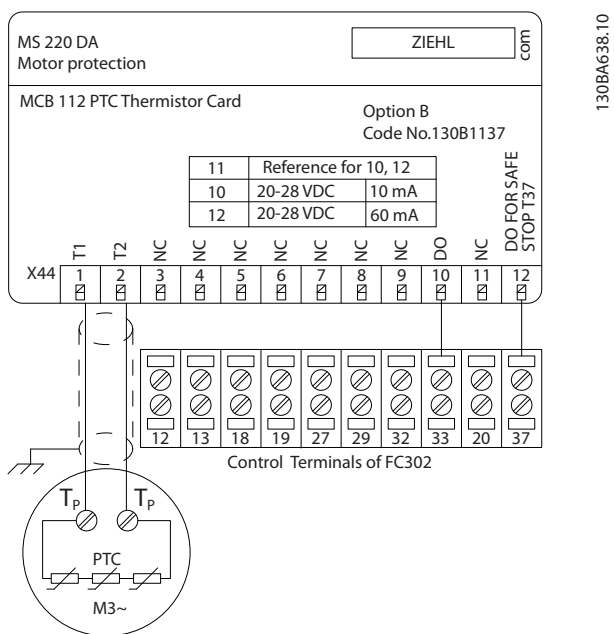 MS 220 DA
Motor protection
ZIEHL
com
130BA638.10
MCB 112 PTC Thermistor Card
Option B
Code No.130B1137
11 Reference for 10, 12
10 20-28 VDC 10 mA
12 20-28 VDC 60 mA
T1 T2 NC NC NC NC NC NC NC DO NC DO FOR SAFE STOP T37
X44 1 2 3 4 5 6 7 8 9 10 11 12
12 13 18 19 27 29 32 33 20 37
Control Terminals of FC302
TP TP
PTC
M3~